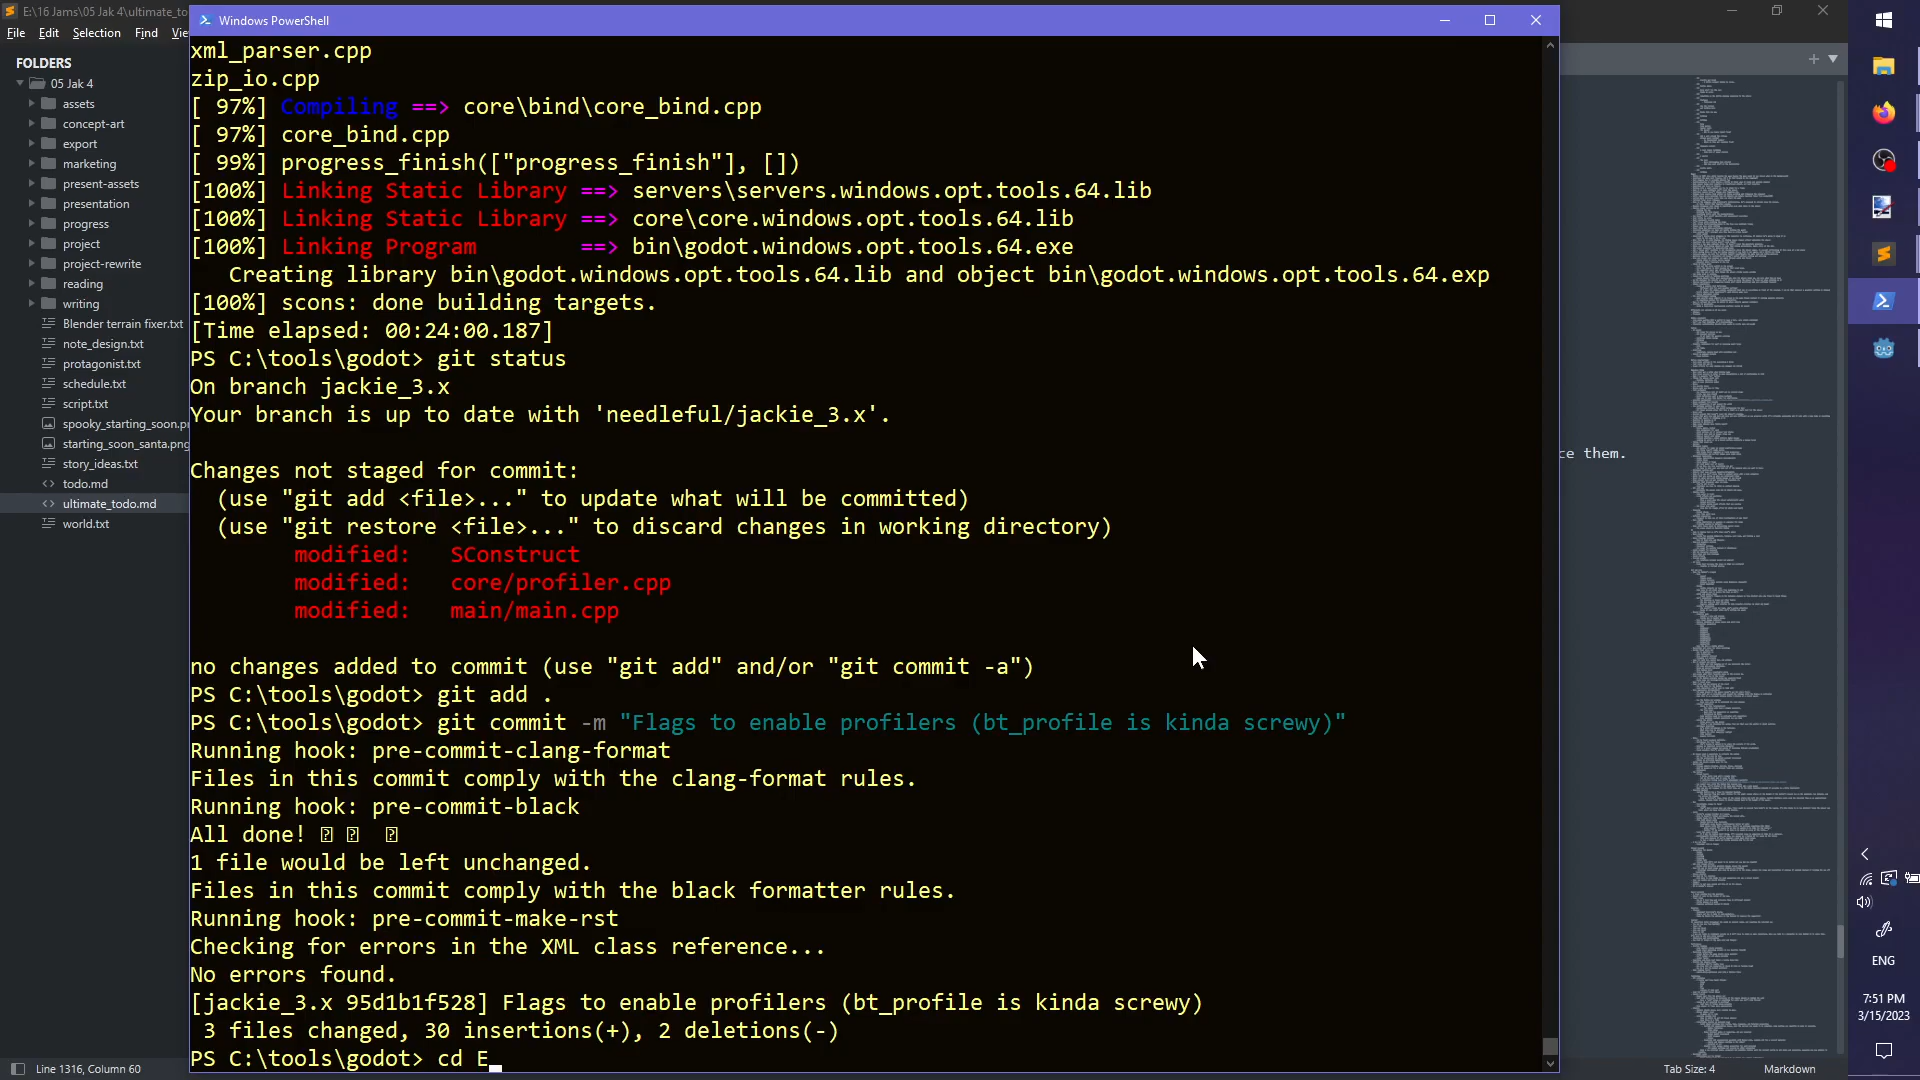 E:\16 Jams\05 Jak 4\ultimate_to
File Edit Selection Find Vie
FOLDERS
05 Jak 4
assets
concept-art
export
marketing
present-assets
presentation
progress
project
project-rewrite
reading
writing
Blender terrain fixer.txt
note_design.txt
protagonist.txt
schedule.txt
script.txt
spooky_starting_soon.pn
starting_soon_santa.png
story_ideas.txt
todo.md
ultimate_todo.md
world.txt
Windows PowerShell
xml_parser.cpp
zip_io.cpp
[ 97%] Compiling ==> core\bind\core_bind.cpp
[ 97%] core_bind.cpp
[ 99%] progress_finish(["progress_finish"], [])
[100%] Linking Static Library ==> servers\servers.windows.opt.tools.64.lib
[100%] Linking Static Library ==> core\core.windows.opt.tools.64.lib
[100%] Linking Program        ==> bin\godot.windows.opt.tools.64.exe
   Creating library bin\godot.windows.opt.tools.64.lib and object bin\godot.windows.opt.tools.64.exp
[100%] scons: done building targets.
[Time elapsed: 00:24:00.187]
PS C:\tools\godot> git status
On branch jackie_3.x
Your branch is up to date with 'needleful/jackie_3.x'.
Changes not staged for commit:
  (use "git add <file>..." to update what will be committed)
  (use "git restore <file>..." to discard changes in working directory)
        modified:   SConstruct
        modified:   core/profiler.cpp
        modified:   main/main.cpp
no changes added to commit (use "git add" and/or "git commit -a")
PS C:\tools\godot> git add .
PS C:\tools\godot> git commit -m "Flags to enable profilers (bt_profile is kinda screwy)"
Running hook: pre-commit-clang-format
Files in this commit comply with the clang-format rules.
Running hook: pre-commit-black
All done!
1 file would be left unchanged.
Files in this commit comply with the black formatter rules.
Running hook: pre-commit-make-rst
Checking for errors in the XML class reference...
No errors found.
[jackie_3.x 95d1b1f528] Flags to enable profilers (bt_profile is kinda screwy)
 3 files changed, 30 insertions(+), 2 deletions(-)
PS C:\tools\godot> cd E
ce them.
Line 1316, Column 60
Tab Size: 4
Markdown
ENG
7:51 PM
3/15/2023